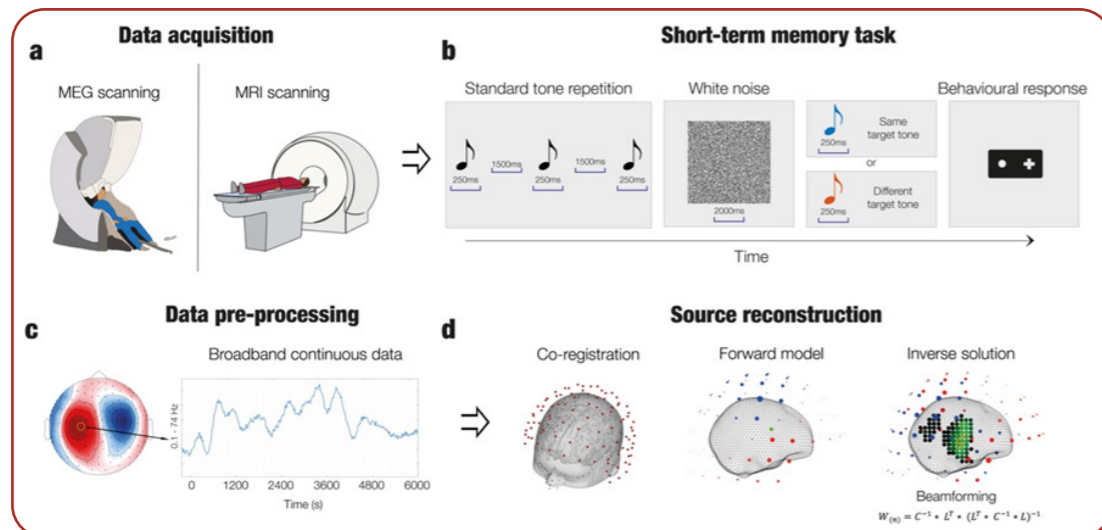 Data acquisition
a
MEG scanning
MRI scanning
Short-term memory task
b
Standard tone repetition
250ms
1500ms
250ms
1500ms
250ms
White noise
2000ms
250ms
Same
target tone
or
250ms
Different
target tone
Behavioural response
Time
Data pre-processing
c
Broadband continuous data
0.1 - 74 Hz
0 1200 2400 3600 4800 6000
Time (s)
Source reconstruction
d
Co-registration
Forward model
Inverse solution
Beamforming
W(n) = C⁻¹ * Lᵀ * (Lᵀ * C⁻¹ * L)⁻¹